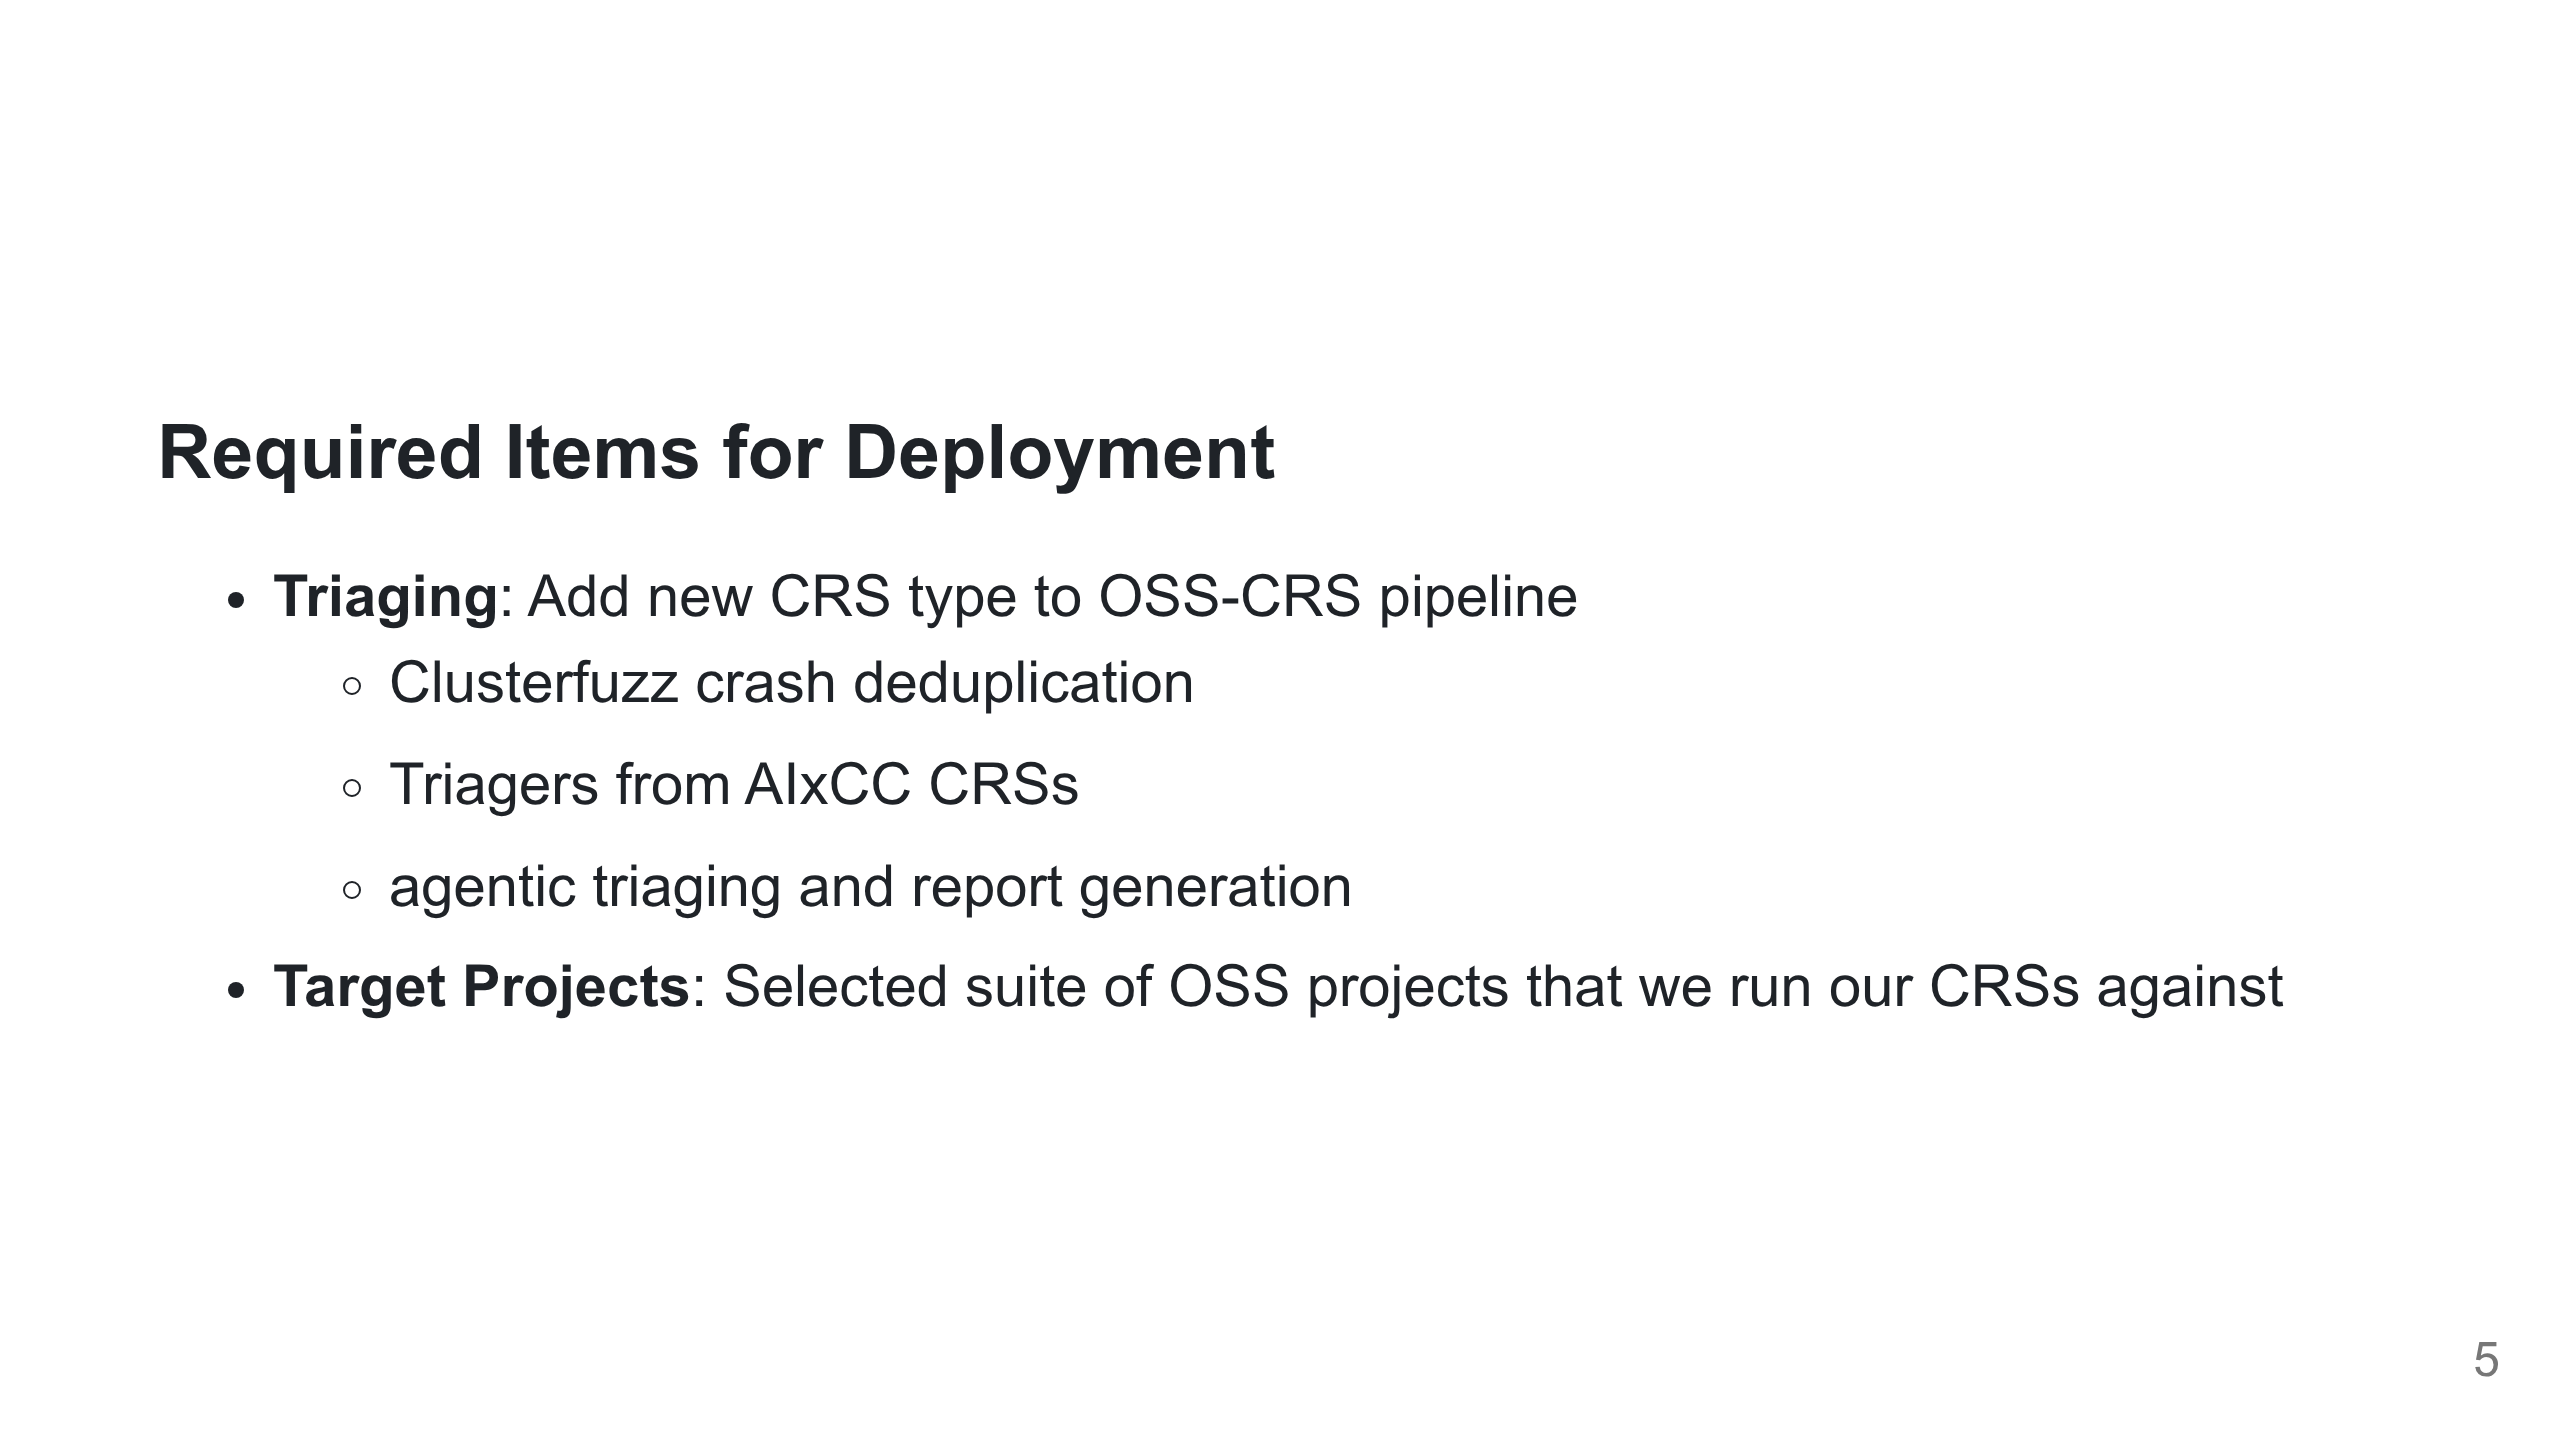 Required Items for Deployment
• Triaging: Add new CRS type to OSS-CRS pipeline
◦ Clusterfuzz crash deduplication
◦ Triagers from AIxCC CRSs
◦ agentic triaging and report generation
• Target Projects: Selected suite of OSS projects that we run our CRSs against
5